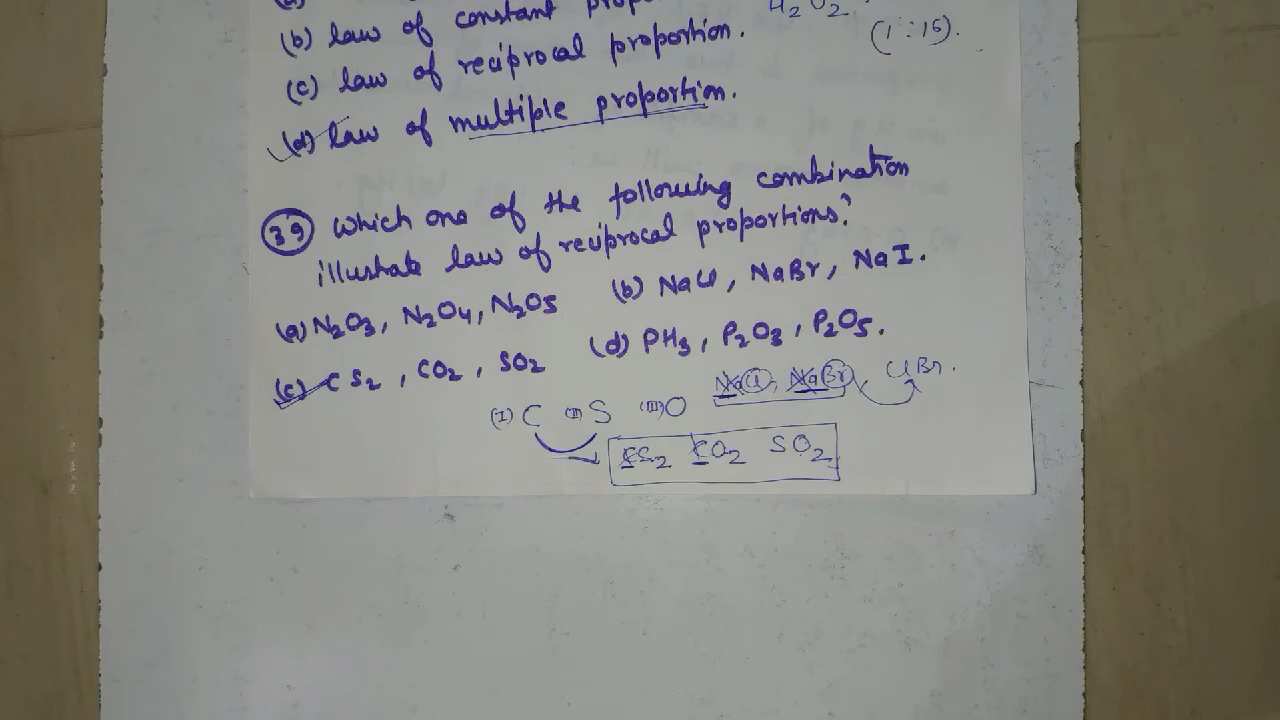 (b) law of constant
H2O2
(1:16).
(c) law of reciprocal proportion.
(d) law of multiple proportion.
39 Which one of the following combination
illustrate law of reciprocal proportions?
(a) N2O3, N2O4, N2O5 (b) NaCl, NaBr, NaI.
(c) CS2, CO2, SO2 (d) PH3, P2O3, P2O5.
NaCl, NaBr, ClBr.
(I) C (II) S (III) O
CS2 CO2 SO2